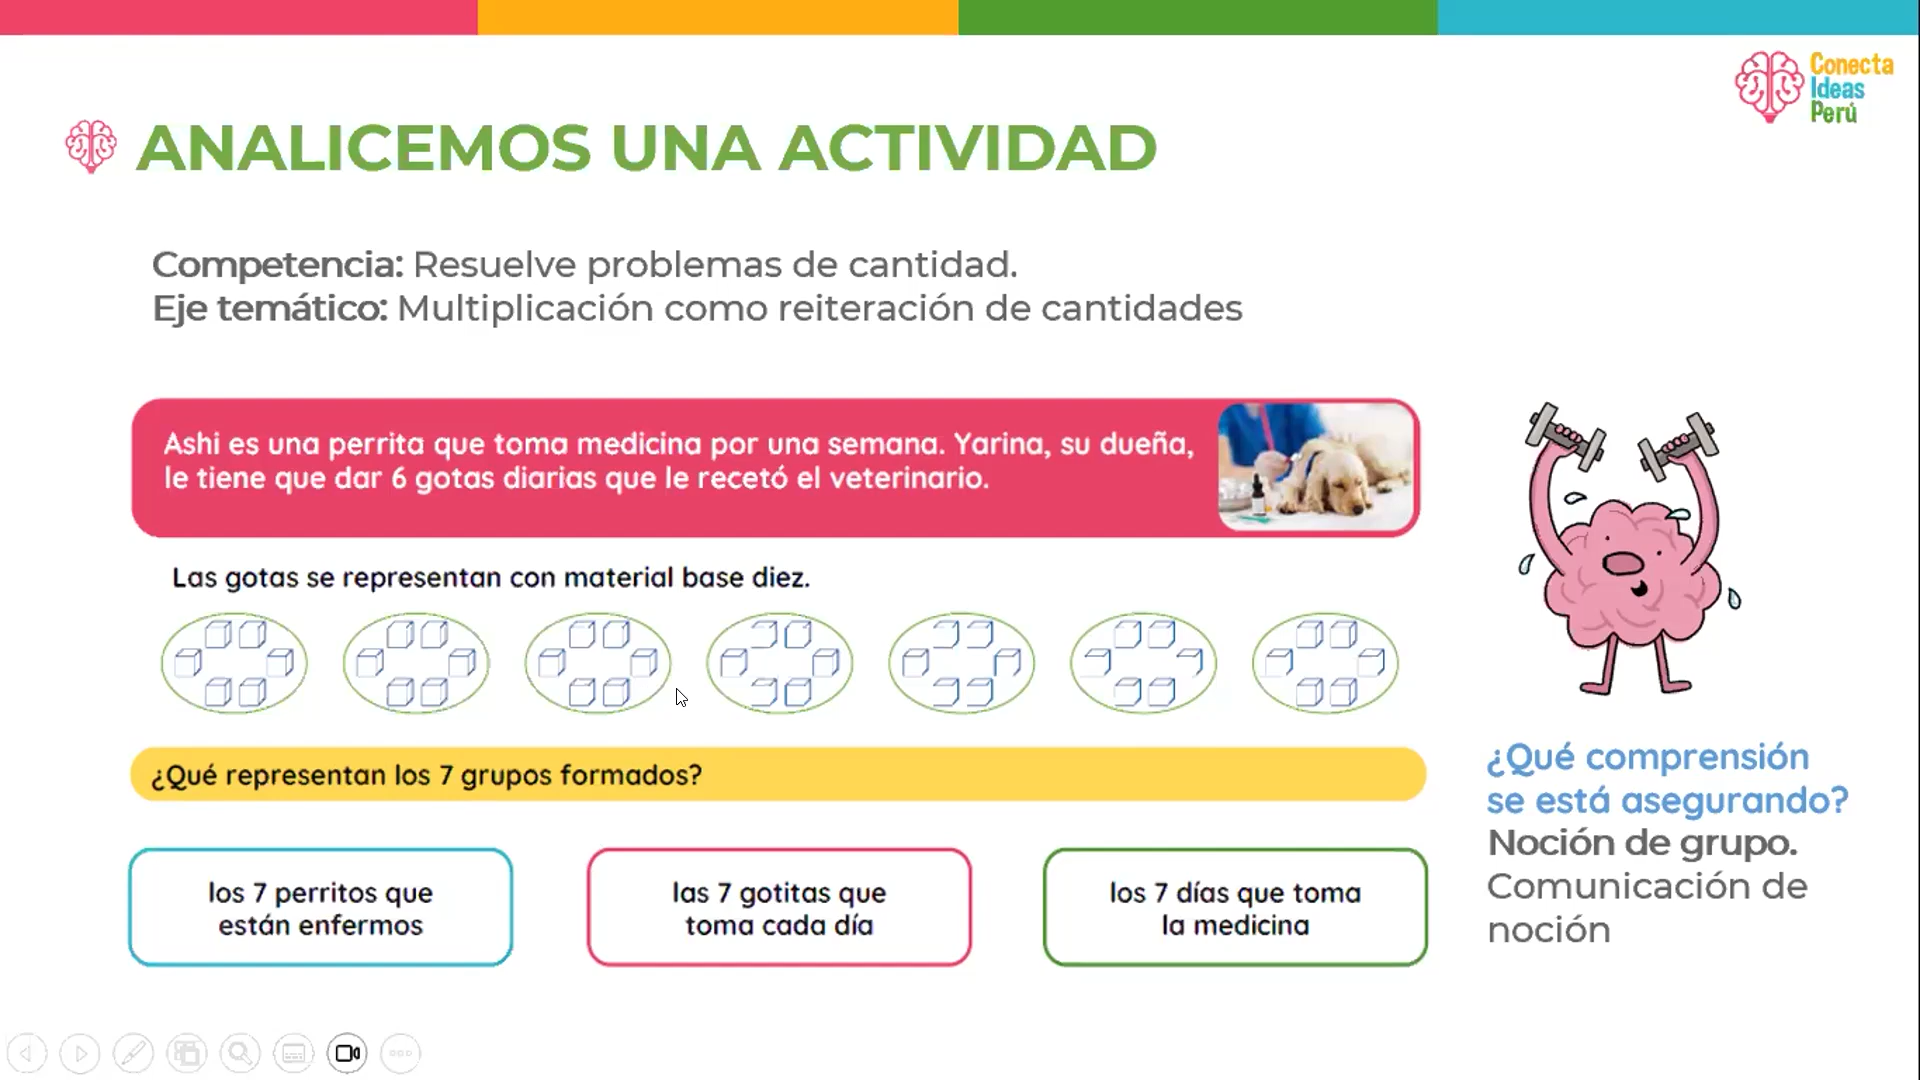 Conecta
Ideas
Perú
ANALICEMOS UNA ACTIVIDAD
Competencia: Resuelve problemas de cantidad.
Eje temático: Multiplicación como reiteración de cantidades
Ashi es una perrita que toma medicina por una semana. Yarina, su dueña,
le tiene que dar 6 gotas diarias que le recetó el veterinario.
Las gotas se representan con material base diez.
¿Qué representan los 7 grupos formados?
los 7 perritos que
están enfermos
las 7 gotitas que
toma cada día
los 7 días que toma
la medicina
¿Qué comprensión
se está asegurando?
Noción de grupo.
Comunicación de
noción